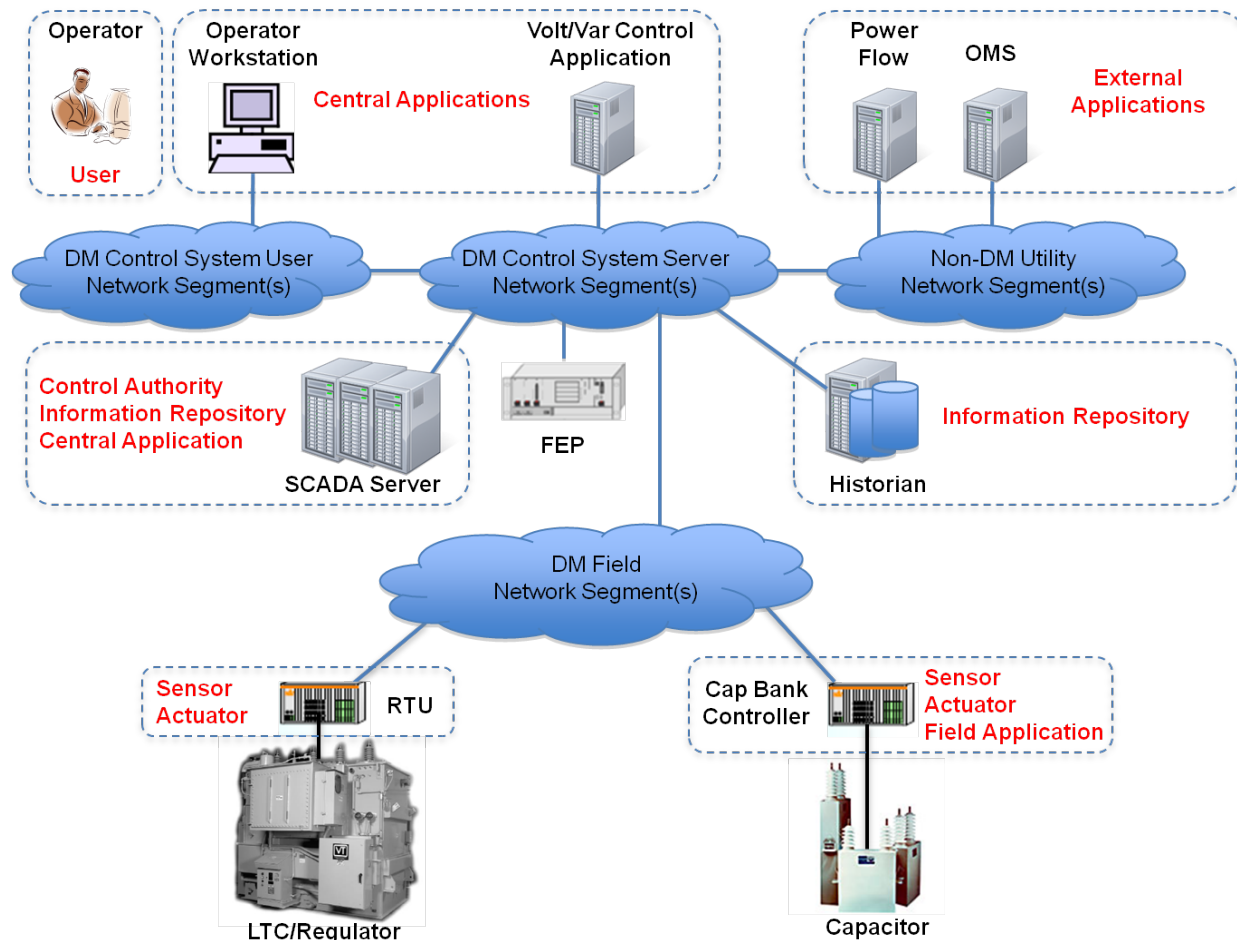 Operator
User
Operator
Workstation
Central Applications
Volt/Var Control
Application
Power
Flow
OMS
External
Applications
DM Control System User
Network Segment(s)
DM Control System Server
Network Segment(s)
Non-DM Utility
Network Segment(s)
Control Authority
Information Repository
Central Application
SCADA Server
FEP
Information Repository
Historian
DM Field
Network Segment(s)
Sensor
Actuator
RTU
Cap Bank
Controller
Sensor
Actuator
Field Application
VT
LTC/Regulator
Capacitor